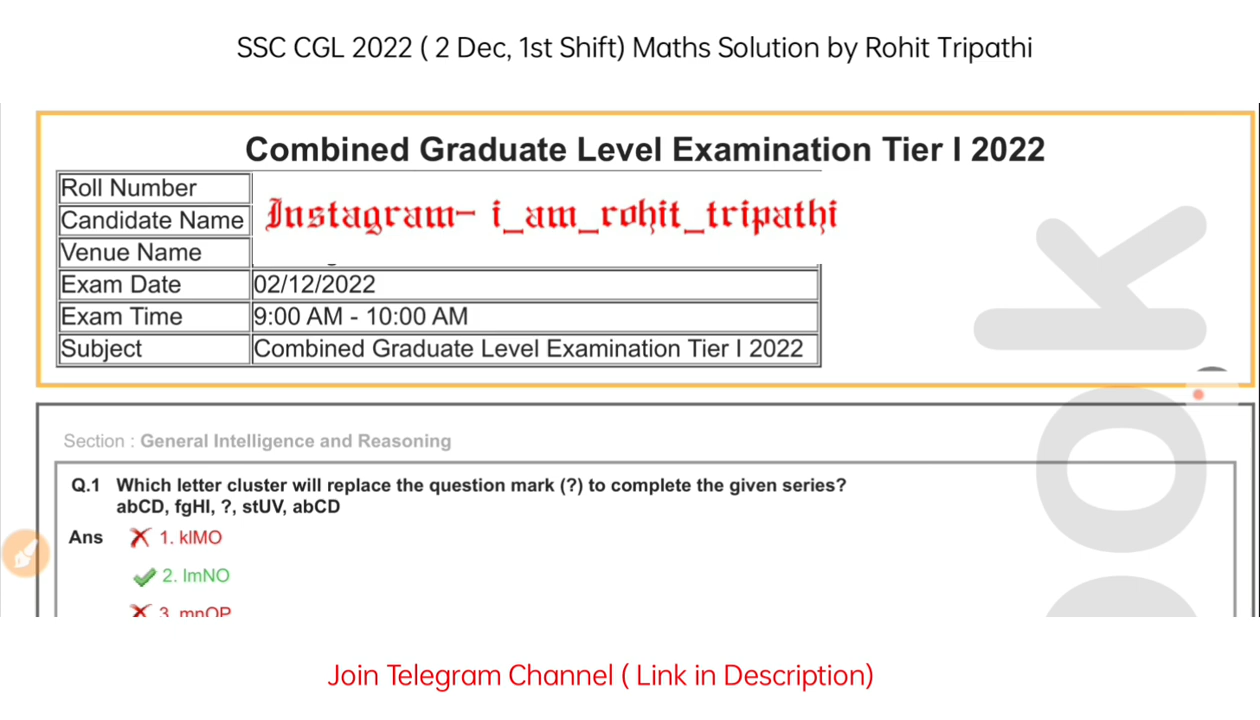 SSC CGL 2022 ( 2 Dec, 1st Shift) Maths Solution by Rohit Tripathi
Combined Graduate Level Examination Tier I 2022
Roll Number
Candidate Name
Instagram- i_am_rohit_tripathi
Venue Name
Exam Date 02/12/2022
Exam Time 9:00 AM - 10:00 AM
Subject Combined Graduate Level Examination Tier I 2022
Section : General Intelligence and Reasoning
Q.1 Which letter cluster will replace the question mark (?) to complete the given series?
abCD, fgHI, ?, stUV, abCD
Ans 1. klMO
2. lmNO
3. mnOP
Join Telegram Channel ( Link in Description)